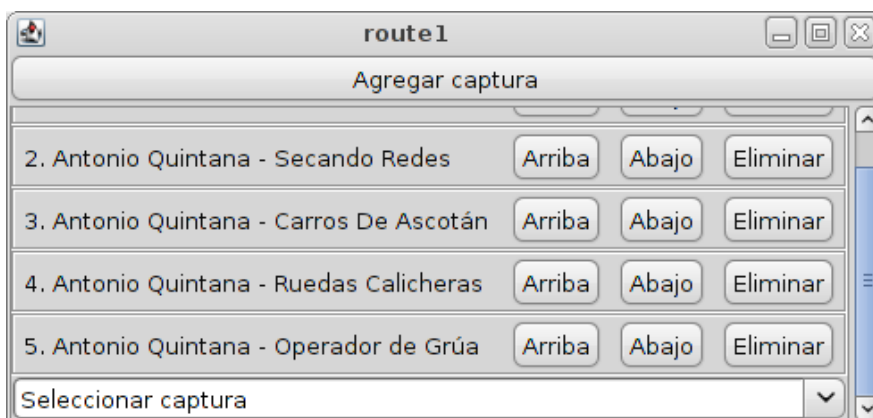 route1
Agregar captura
2. Antonio Quintana - Secando Redes Arriba Abajo Eliminar
3. Antonio Quintana - Carros De Ascotán Arriba Abajo Eliminar
4. Antonio Quintana - Ruedas Calicheras Arriba Abajo Eliminar
5. Antonio Quintana - Operador de Grúa Arriba Abajo Eliminar
Seleccionar captura